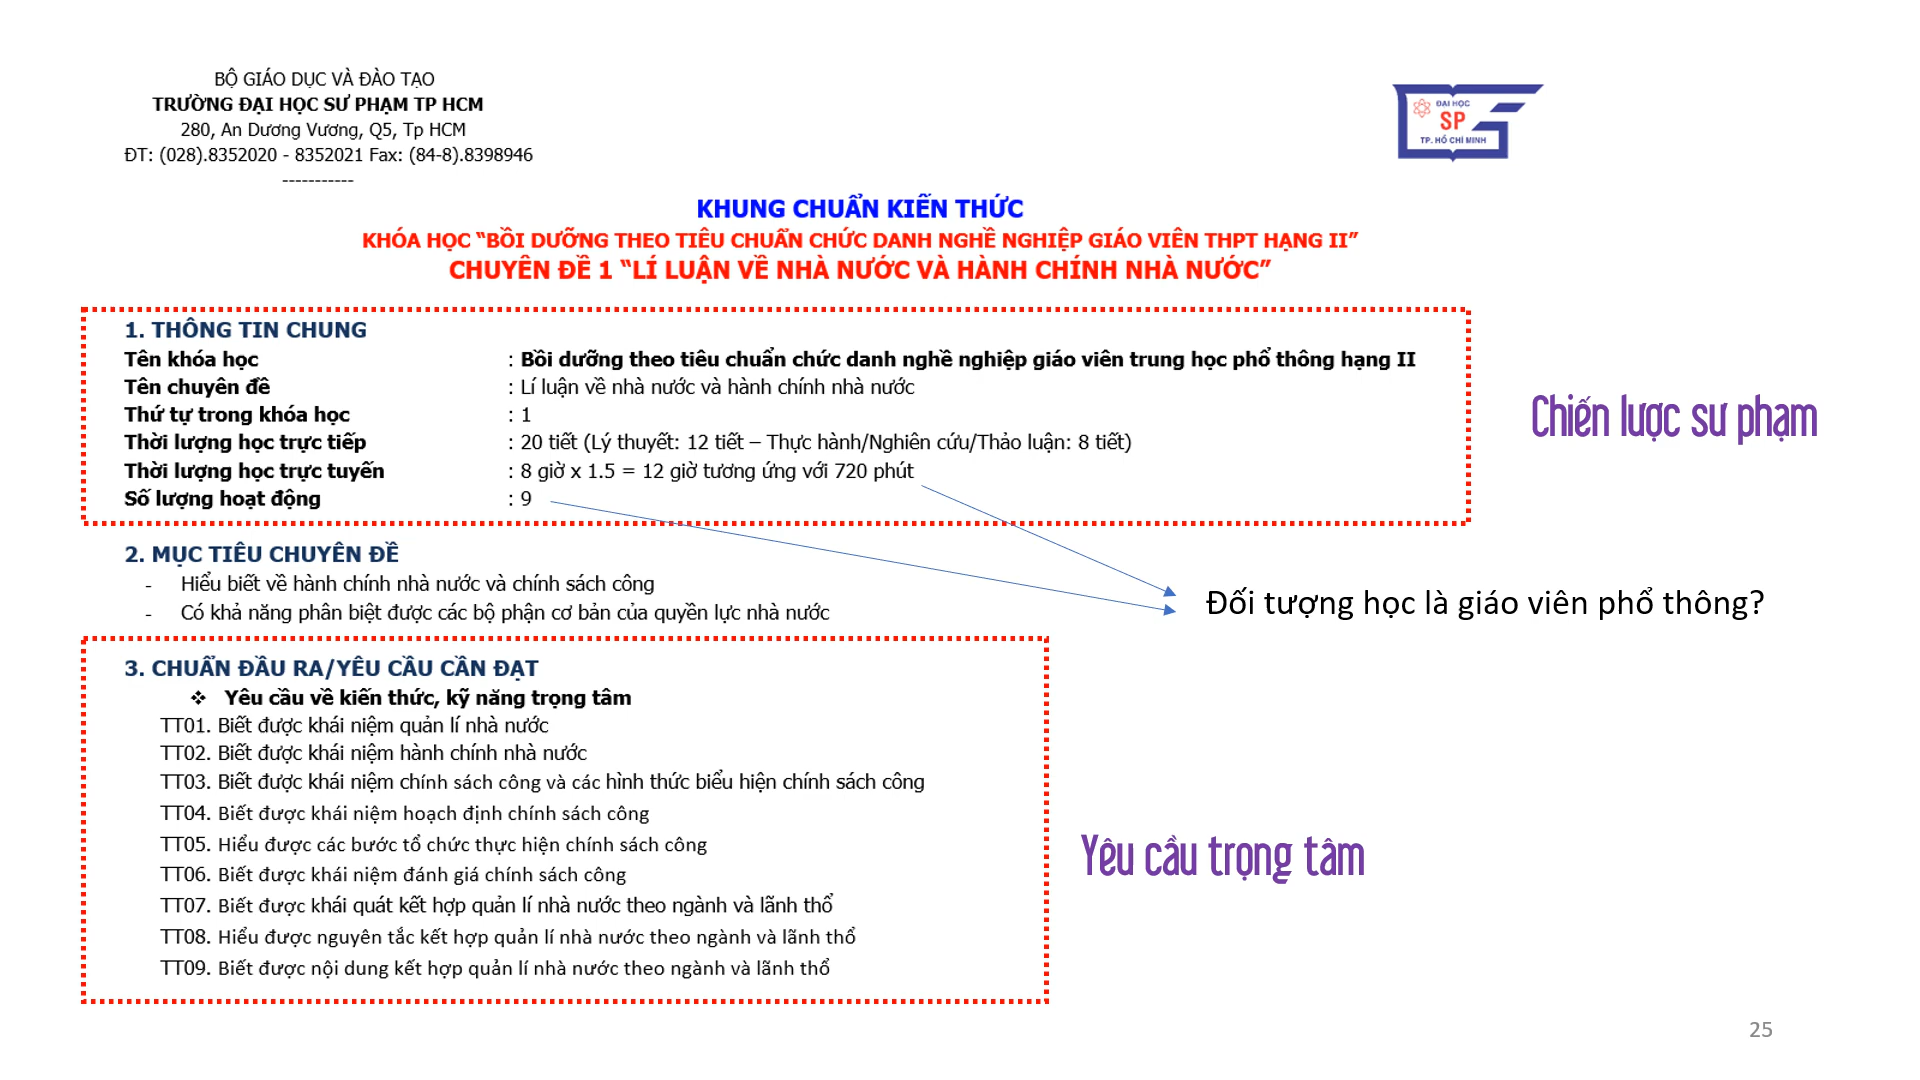 BỘ GIÁO DỤC VÀ ĐÀO TẠO
TRƯỜNG ĐẠI HỌC SƯ PHẠM TP HCM
280, An Dương Vương, Q5, Tp HCM
ĐT: (028).8352020 - 8352021 Fax: (84-8).8398946
-----------
ĐẠI HỌC
SP
TP. HỒ CHÍ MINH
KHUNG CHUẨN KIẾN THỨC
KHÓA HỌC “BỒI DƯỠNG THEO TIÊU CHUẨN CHỨC DANH NGHỀ NGHIỆP GIÁO VIÊN THPT HẠNG II”
CHUYÊN ĐỀ 1 “LÍ LUẬN VỀ NHÀ NƯỚC VÀ HÀNH CHÍNH NHÀ NƯỚC”
1. THÔNG TIN CHUNG
Tên khóa học : Bồi dưỡng theo tiêu chuẩn chức danh nghề nghiệp giáo viên trung học phổ thông hạng II
Tên chuyên đề : Lí luận về nhà nước và hành chính nhà nước
Thứ tự trong khóa học : 1
Thời lượng học trực tiếp : 20 tiết (Lý thuyết: 12 tiết – Thực hành/Nghiên cứu/Thảo luận: 8 tiết)
Thời lượng học trực tuyến : 8 giờ x 1.5 = 12 giờ tương ứng với 720 phút
Số lượng hoạt động : 9
Chiến lược sư phạm
2. MỤC TIÊU CHUYÊN ĐỀ
- Hiểu biết về hành chính nhà nước và chính sách công
- Có khả năng phân biệt được các bộ phận cơ bản của quyền lực nhà nước
Đối tượng học là giáo viên phổ thông?
3. CHUẨN ĐẦU RA/YÊU CẦU CẦN ĐẠT
❖ Yêu cầu về kiến thức, kỹ năng trọng tâm
TT01. Biết được khái niệm quản lí nhà nước
TT02. Biết được khái niệm hành chính nhà nước
TT03. Biết được khái niệm chính sách công và các hình thức biểu hiện chính sách công
TT04. Biết được khái niệm hoạch định chính sách công
TT05. Hiểu được các bước tổ chức thực hiện chính sách công
TT06. Biết được khái niệm đánh giá chính sách công
TT07. Biết được khái quát kết hợp quản lí nhà nước theo ngành và lãnh thổ
TT08. Hiểu được nguyên tắc kết hợp quản lí nhà nước theo ngành và lãnh thổ
TT09. Biết được nội dung kết hợp quản lí nhà nước theo ngành và lãnh thổ
Yêu cầu trọng tâm
25